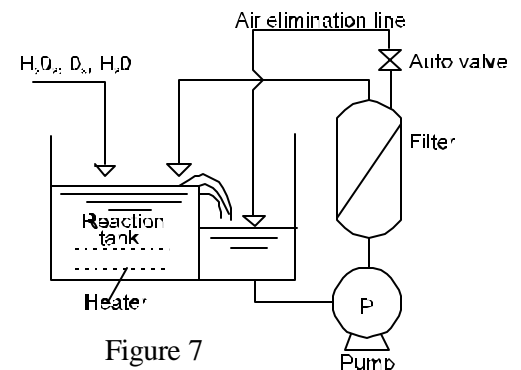 Air elimination line
H₂O₂, O₃, H₂O
Auto valve
Filter
Reaction
tank
Heater
P
Figure 7
Pump